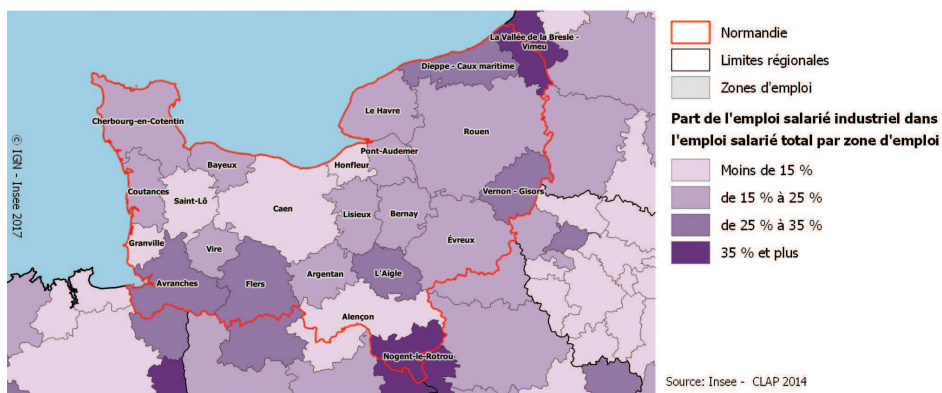 La Vallée de la Bresle -
Vimeu
Dieppe - Caux maritime
Le Havre
Cherbourg-en-Cotentin
Rouen
Pont-Audemer
Honfleur
Bayeux
Coutances
Saint-Lô
Caen
Vernon - Gisors
Lisieux
Bernay
Granville
Vire
Évreux
Argentan
L'Aigle
Avranches
Flers
Alençon
Nogent-le-Rotrou
© IGN - Insee 2017
Normandie
Limites régionales
Zones d'emploi
Part de l'emploi salarié industriel dans
l'emploi salarié total par zone d'emploi
Moins de 15 %
de 15 % à 25 %
de 25 % à 35 %
35 % et plus
Source: Insee - CLAP 2014